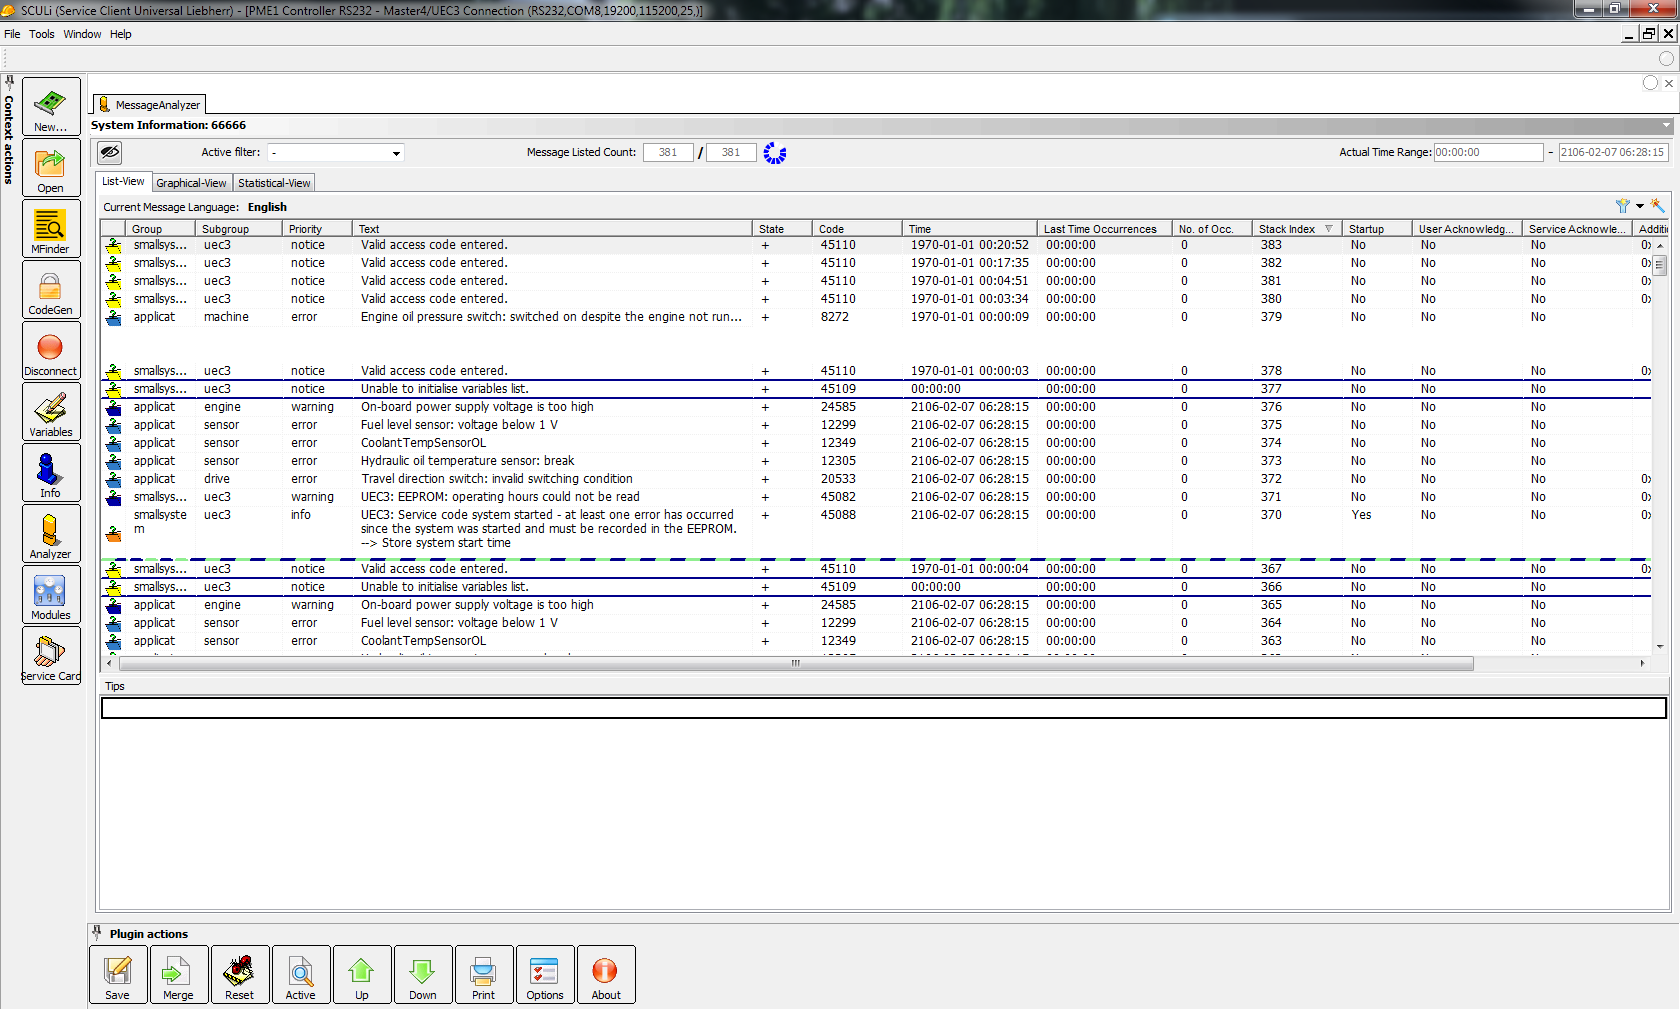 SCULi (Service Client Universal Liebherr) - [PME1 Controller RS232 - Master4/UEC3 Connection (RS232,COM8,19200,115200,25,)]
File Tools Window Help
Context actions
New...
Open
MFinder
CodeGen
Disconnect
Variables
Info
Analyzer
Modules
Service Card
MessageAnalyzer
System Information: 66666
Active filter: - Message Listed Count: 381 / 381 Actual Time Range: 00:00:00 - 2106-02-07 06:28:15
List-View Graphical-View Statistical-View
Current Message Language: English
Group Subgroup Priority Text State Code Time Last Time Occurrences No. of Occ. Stack Index Startup User Acknowledg... Service Acknowle... Additi
smallsys... uec3 notice Valid access code entered. + 45110 1970-01-01 00:20:52 00:00:00 0 383 No No No 0x
smallsys... uec3 notice Valid access code entered. + 45110 1970-01-01 00:17:35 00:00:00 0 382 No No No 0x
smallsys... uec3 notice Valid access code entered. + 45110 1970-01-01 00:04:51 00:00:00 0 381 No No No 0x
smallsys... uec3 notice Valid access code entered. + 45110 1970-01-01 00:03:34 00:00:00 0 380 No No No 0x
applicat machine error Engine oil pressure switch: switched on despite the engine not run... + 8272 1970-01-01 00:00:09 00:00:00 0 379 No No No
smallsys... uec3 notice Valid access code entered. + 45110 1970-01-01 00:00:03 00:00:00 0 378 No No No 0x
smallsys... uec3 notice Unable to initialise variables list. + 45109 00:00:00 00:00:00 0 377 No No No
applicat engine warning On-board power supply voltage is too high + 24585 2106-02-07 06:28:15 00:00:00 0 376 No No No
applicat sensor error Fuel level sensor: voltage below 1 V + 12299 2106-02-07 06:28:15 00:00:00 0 375 No No No
applicat sensor error CoolantTempSensorOL + 12349 2106-02-07 06:28:15 00:00:00 0 374 No No No
applicat sensor error Hydraulic oil temperature sensor: break + 12305 2106-02-07 06:28:15 00:00:00 0 373 No No No
applicat drive error Travel direction switch: invalid switching condition + 20533 2106-02-07 06:28:15 00:00:00 0 372 No No No 0x
smallsys... uec3 warning UEC3: EEPROM: operating hours could not be read + 45082 2106-02-07 06:28:15 00:00:00 0 371 No No No 0x
smallsyste uec3 info UEC3: Service code system started - at least one error has occurred + 45088 2106-02-07 06:28:15 00:00:00 0 370 Yes No No 0x
m since the system was started and must be recorded in the EEPROM.
--> Store system start time
smallsys... uec3 notice Valid access code entered. + 45110 1970-01-01 00:00:04 00:00:00 0 367 No No No 0x
smallsys... uec3 notice Unable to initialise variables list. + 45109 00:00:00 00:00:00 0 366 No No No
applicat engine warning On-board power supply voltage is too high + 24585 2106-02-07 06:28:15 00:00:00 0 365 No No No
applicat sensor error Fuel level sensor: voltage below 1 V + 12299 2106-02-07 06:28:15 00:00:00 0 364 No No No
applicat sensor error CoolantTempSensorOL + 12349 2106-02-07 06:28:15 00:00:00 0 363 No No No
Tips
Plugin actions
Save Merge Reset Active Up Down Print Options About